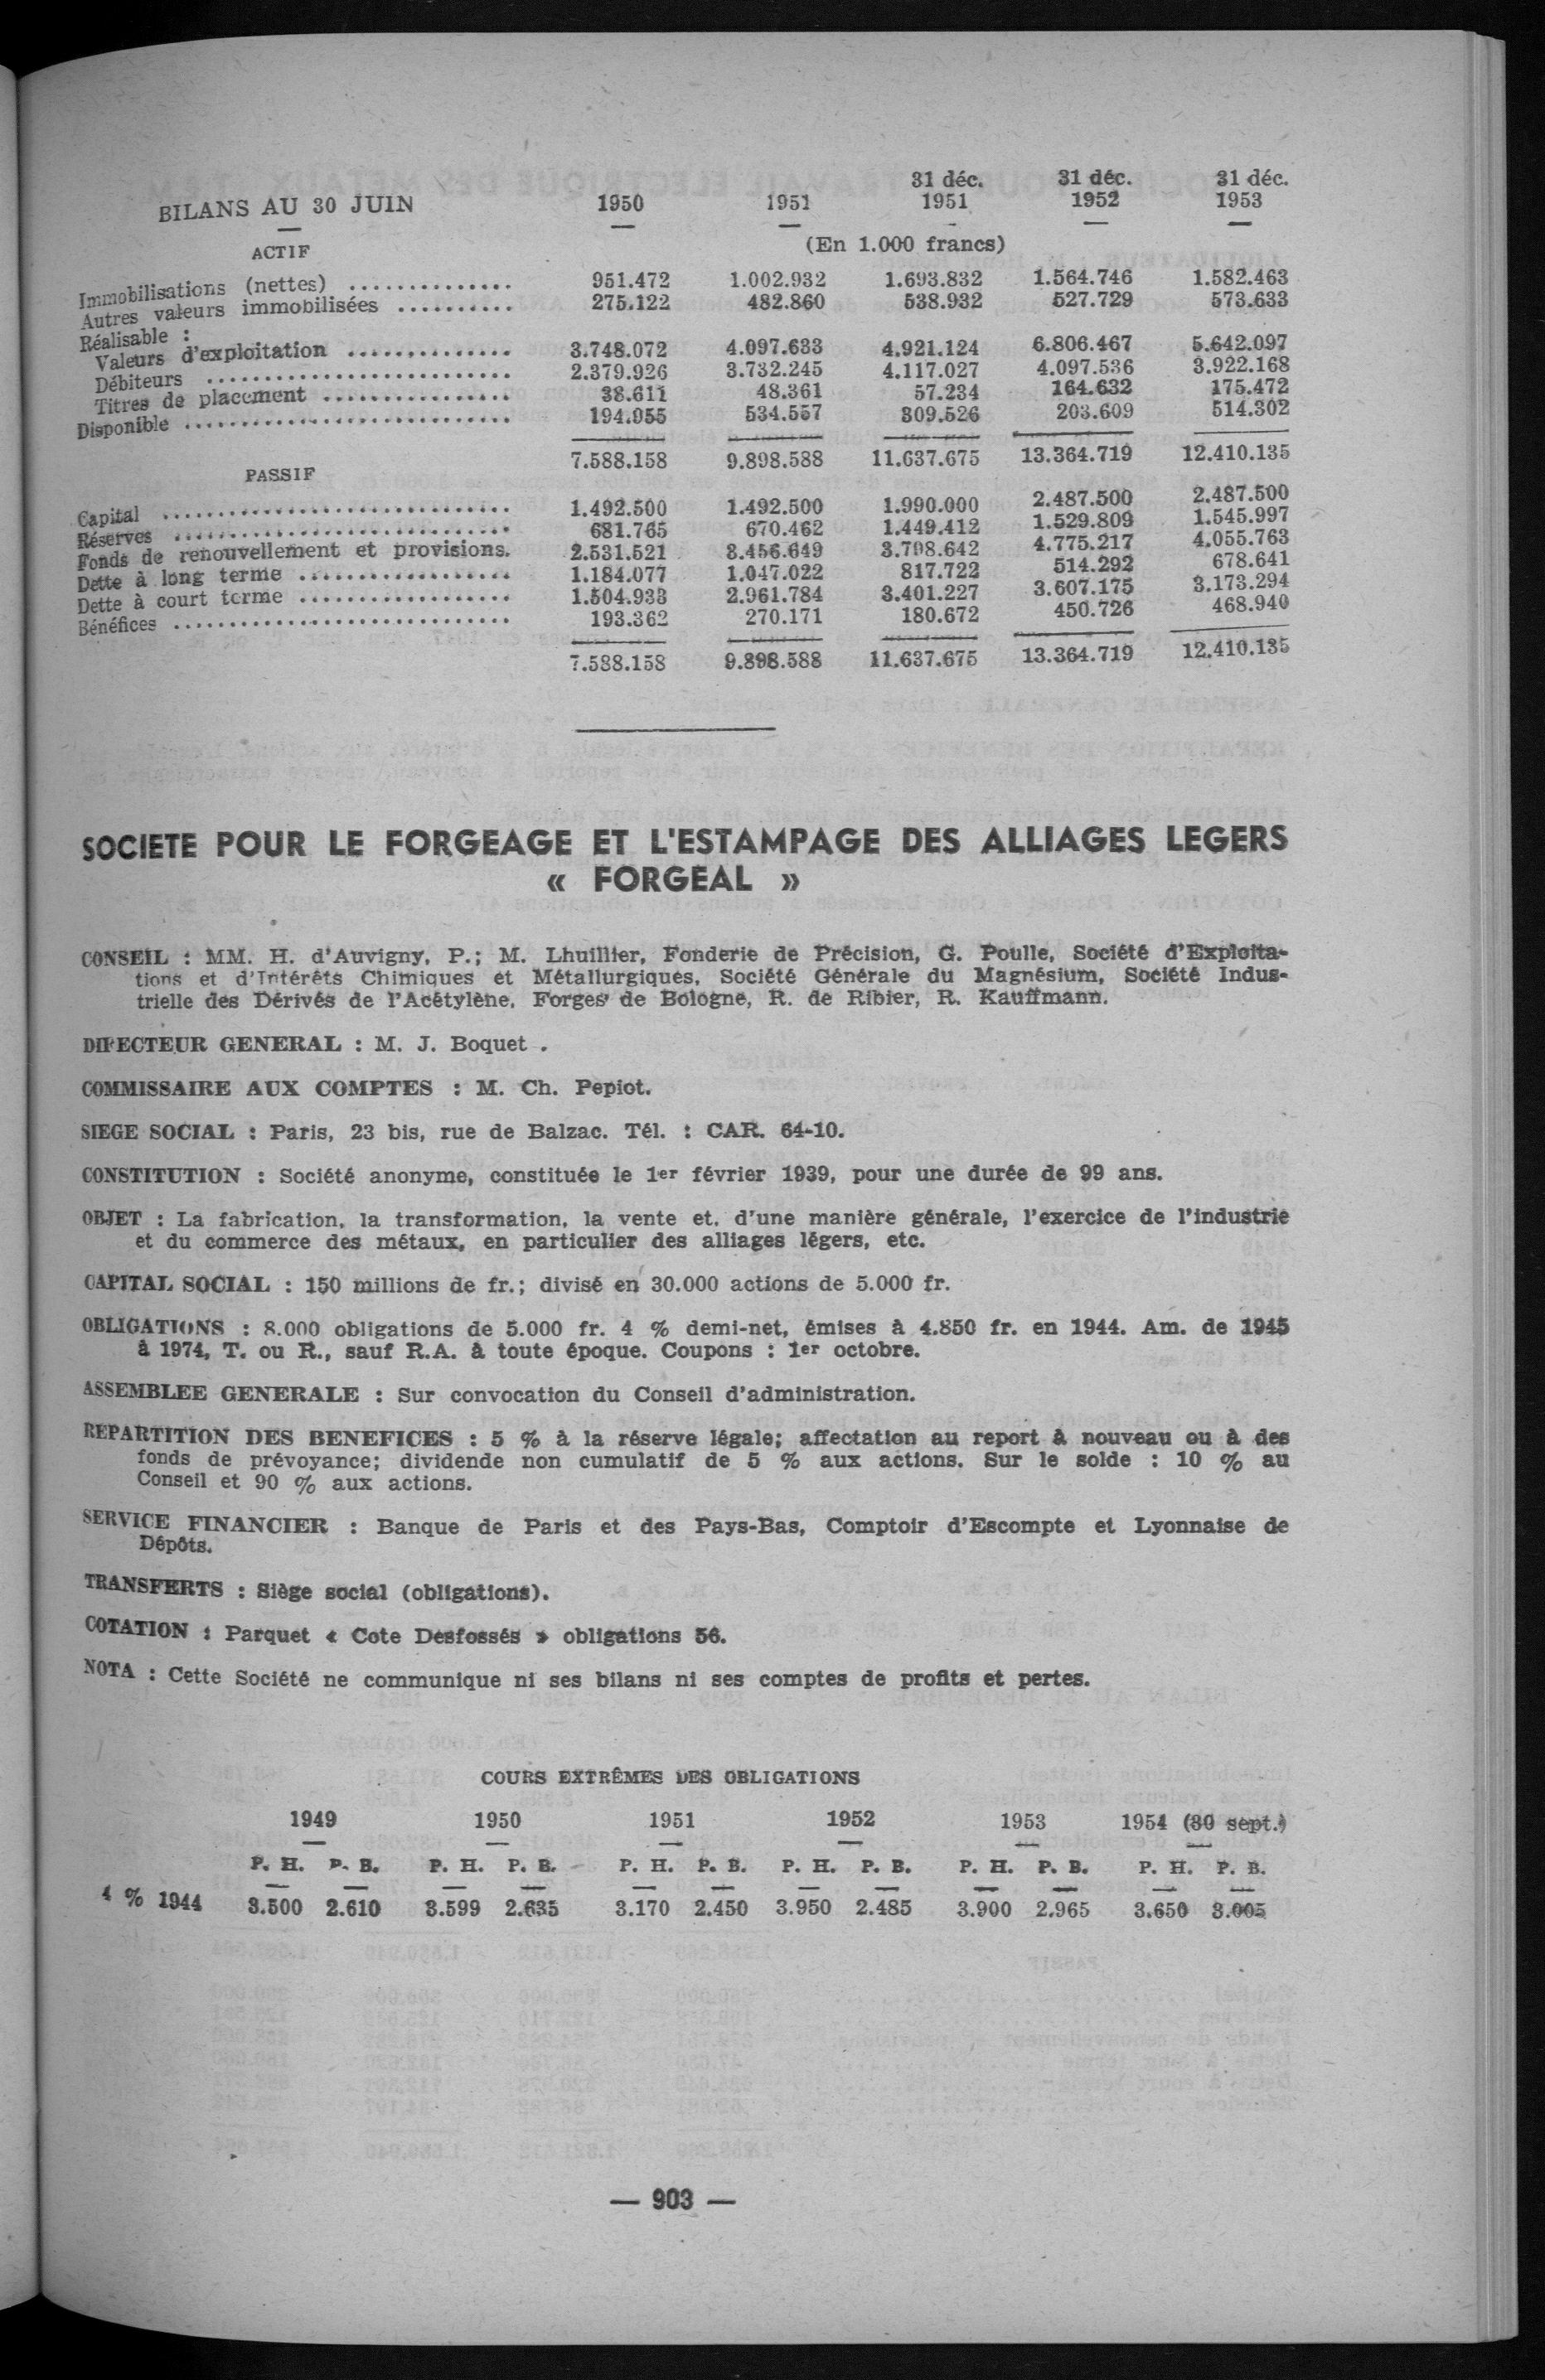 31 déc. 31 déc. 31 déc.
BILANS AU 30 JUIN 1950 1951 1951 1952 1953
ACTIF (En 1.000 francs)
Immobilisations (nettes) .............. 951.472 1.002.932 1.693.832 1.564.746 1.582.463
Autres valeurs immobilisées .......... 275.122 482.860 538.932 527.729 573.633
Réalisable :
Valeurs d'exploitation .............. 3.748.072 4.097.633 4.921.124 6.806.467 5.642.097
Débiteurs ........................... 2.379.926 3.732.245 4.117.027 4.097.536 3.922.168
Titres de placement ................. 38.611 48.361 57.234 164.632 175.472
Disponible ............................. 194.955 534.557 309.526 203.609 514.302
7.588.158 9.898.588 11.637.675 13.364.719 12.410.135
PASSIF
Capital ............................... 1.492.500 1.492.500 1.990.000 2.487.500 2.487.500
Réserves .............................. 681.765 670.462 1.449.412 1.529.809 1.545.997
Fonds de renouvellement et provisions. 2.531.521 3.456.649 3.798.642 4.775.217 4.055.763
Dette à long terme ................... 1.184.077 1.047.022 817.722 514.292 678.641
Dette à court terme ................... 1.504.933 2.961.784 3.401.227 3.607.175 3.173.294
Bénéfices .............................. 193.362 270.171 180.672 450.726 468.940
7.588.158 9.898.588 11.637.675 13.364.719 12.410.135
SOCIETE POUR LE FORGEAGE ET L'ESTAMPAGE DES ALLIAGES LEGERS
« FORGEAL »
CONSEIL : MM. H. d'Auvigny, P.; M. Lhuillier, Fonderie de Précision, G. Poulle, Société d'Exploita-
tions et d'Intérêts Chimiques et Métallurgiques, Société Générale du Magnésium, Société Indus-
trielle des Dérivés de l'Acétylène, Forges de Bologne, R. de Ribier, R. Kauffmann.
DIRECTEUR GENERAL : M. J. Boquet .
COMMISSAIRE AUX COMPTES : M. Ch. Pepiot.
SIEGE SOCIAL : Paris, 23 bis, rue de Balzac. Tél. : CAR. 64-10.
CONSTITUTION : Société anonyme, constituée le 1er février 1939, pour une durée de 99 ans.
OBJET : La fabrication, la transformation, la vente et, d'une manière générale, l'exercice de l'industrie
et du commerce des métaux, en particulier des alliages légers, etc.
CAPITAL SOCIAL : 150 millions de fr.; divisé en 30.000 actions de 5.000 fr.
OBLIGATIONS : 8.000 obligations de 5.000 fr. 4 % demi-net, émises à 4.850 fr. en 1944. Am. de 1945
à 1974, T. ou R., sauf R.A. à toute époque. Coupons : 1er octobre.
ASSEMBLEE GENERALE : Sur convocation du Conseil d'administration.
REPARTITION DES BENEFICES : 5 % à la réserve légale; affectation au report à nouveau ou à des
fonds de prévoyance; dividende non cumulatif de 5 % aux actions. Sur le solde : 10 % au
Conseil et 90 % aux actions.
SERVICE FINANCIER : Banque de Paris et des Pays-Bas, Comptoir d'Escompte et Lyonnaise de
Dépôts.
TRANSFERTS : Siège social (obligations).
COTATION : Parquet « Cote Desfossés » obligations 56.
NOTA : Cette Société ne communique ni ses bilans ni ses comptes de profits et pertes.
COURS EXTRÊMES DES OBLIGATIONS
1949 1950 1951 1952 1953 1954 (30 sept.)
P. H. P. B. P. H. P. B. P. H. P. B. P. H. P. B. P. H. P. B. P. H. P. B.
4 % 1944 3.500 2.610 3.599 2.635 3.170 2.450 3.950 2.485 3.900 2.965 3.650 3.005
— 903 —